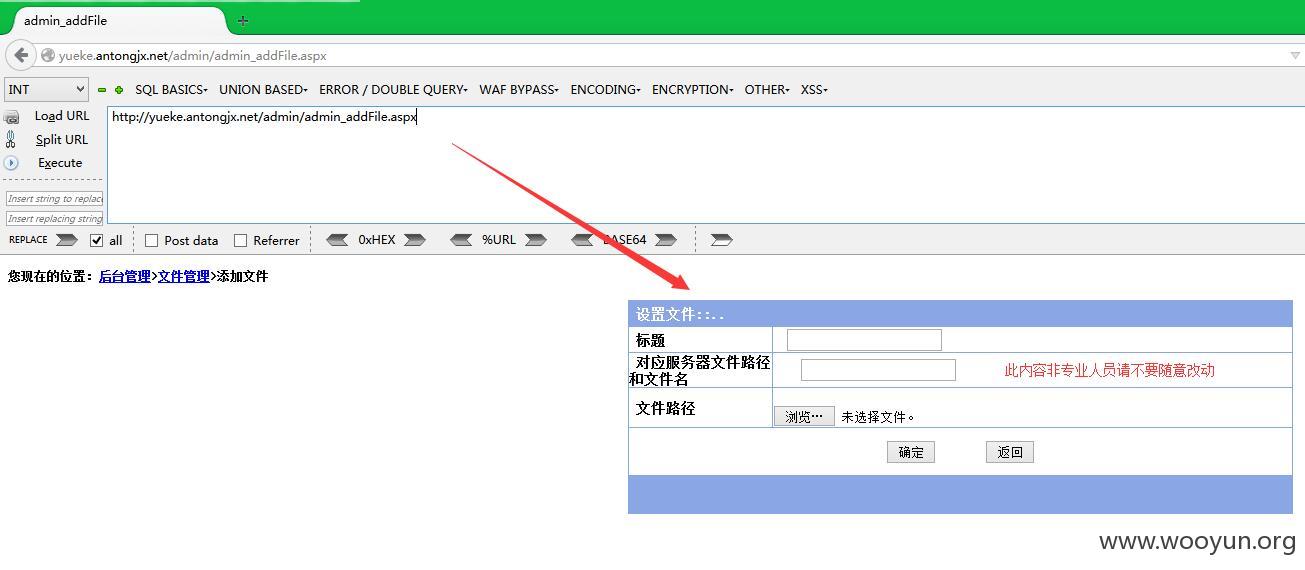 admin_addFile
yueke.antongjx.net/admin/admin_addFile.aspx
INT SQL BASICS UNION BASED ERROR / DOUBLE QUERY WAF BYPASS ENCODING ENCRYPTION OTHER XSS
Load URL http://yueke.antongjx.net/admin/admin_addFile.aspx
Split URL
Execute
Insert string to replac
Insert replacing string
REPLACE all Post data Referrer 0xHEX %URL BASE64
您现在的位置：后台管理>文件管理>添加文件
设置文件::..
标题
对应服务器文件路径
和文件名 此内容非专业人员请不要随意改动
文件路径 浏览… 未选择文件。
确定 返回
www.wooyun.org